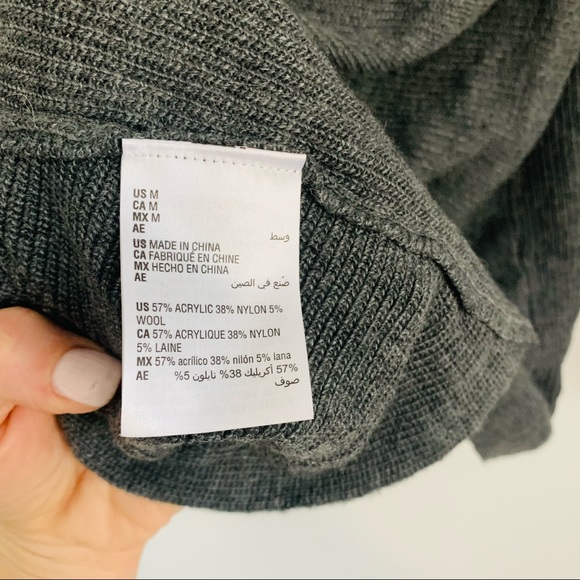 US M
CA M
MX M
AE وسط
US MADE IN CHINA
CA FABRIQUÉ EN CHINE
MX HECHO EN CHINA
AE صُنع في الصين
US 57% ACRYLIC 38% NYLON 5%
WOOL
CA 57% ACRYLIQUE 38% NYLON
5% LAINE
MX 57% acrílico 38% nilón 5% lana
AE 57% أكريليك 38% نايلون 5%
صوف